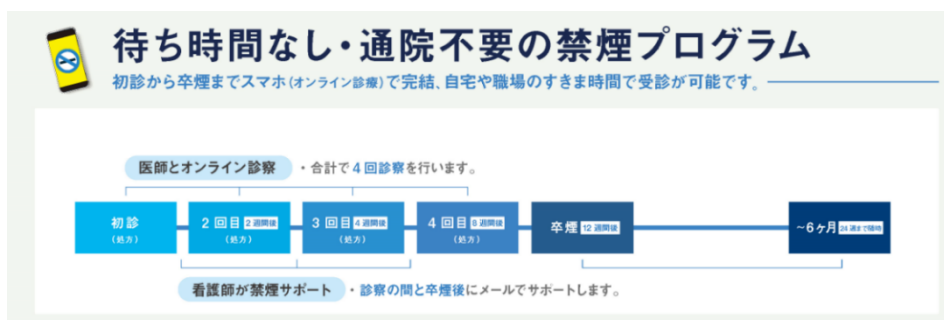 待ち時間なし・通院不要の禁煙プログラム
初診から卒煙までスマホ(オンライン診療)で完結、自宅や職場のすきま時間で受診が可能です。
医師とオンライン診察 ・合計で4回診察を行います。
初診
(処方)
2回目 2週間後
(処方)
3回目 4週間後
(処方)
4回目 8週間後
(処方)
卒煙 12週間後
~6ヶ月 24週まで随時
看護師が禁煙サポート ・診察の間と卒煙後にメールでサポートします。